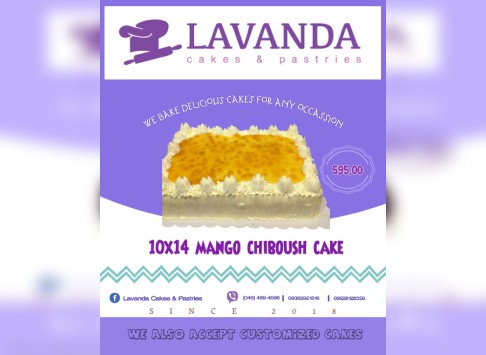 LAVANDA
cakes & pastries
WE BAKE DELICIOUS CAKES FOR ANY OCCASSION
595.00
10X14 MANGO CHIBOUSH CAKE
Lavanda Cakes & Pastries
SINCE 2018
WE ALSO ACCEPT CUSTOMIZED CAKES